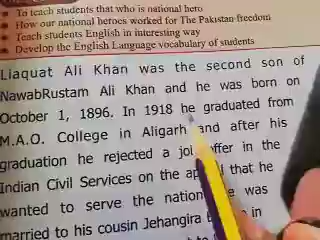 To teach students that who is national hero
How our national heroes worked for The Pakistan freedom
Teach students English in interesting way
Develop the English Language vocabulary of students
Liaquat Ali Khan was the second son of
NawabRustam Ali Khan and he was born on
October 1, 1896. In 1918 he graduated from
M.A.O. College in Aligarh and after his
graduation he rejected a in the
Indian Civil Services on the that he
wanted to serve the nation was
married to his cousin Jehangira in